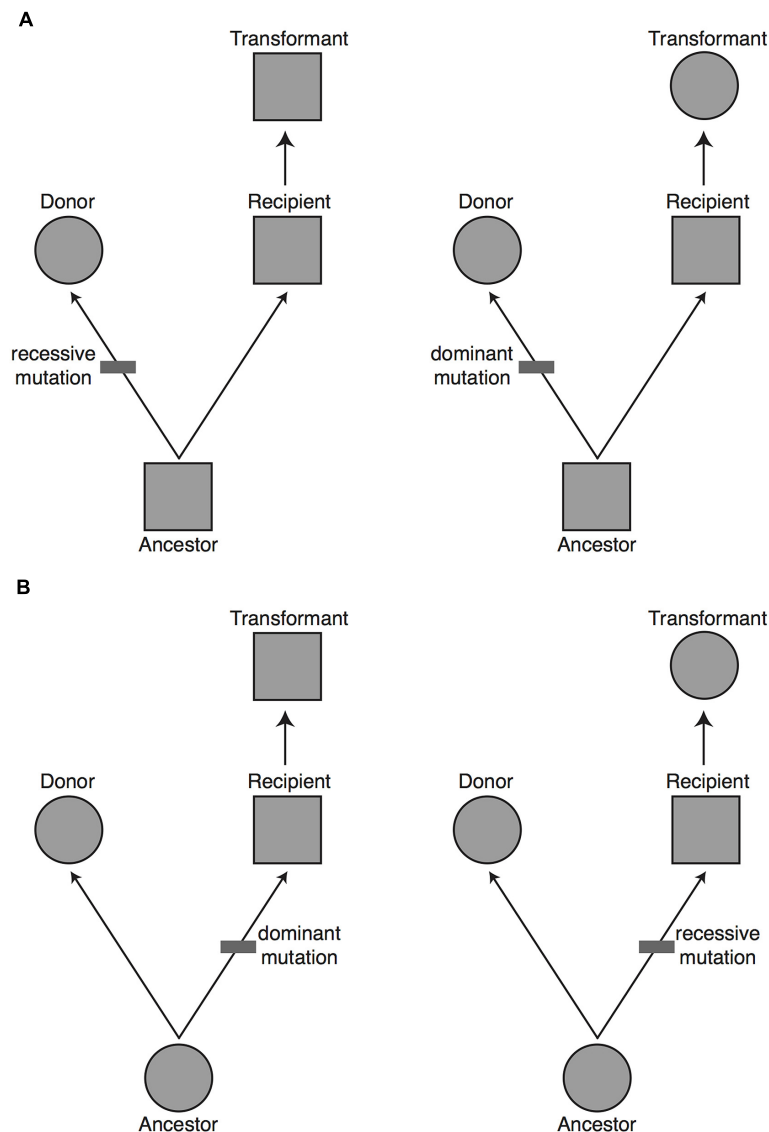 A
Transformant
Transformant
Donor
Recipient
Donor
Recipient
recessive
mutation
dominant
mutation
Ancestor
Ancestor
B
Transformant
Transformant
Donor
Recipient
Donor
Recipient
dominant
mutation
recessive
mutation
Ancestor
Ancestor